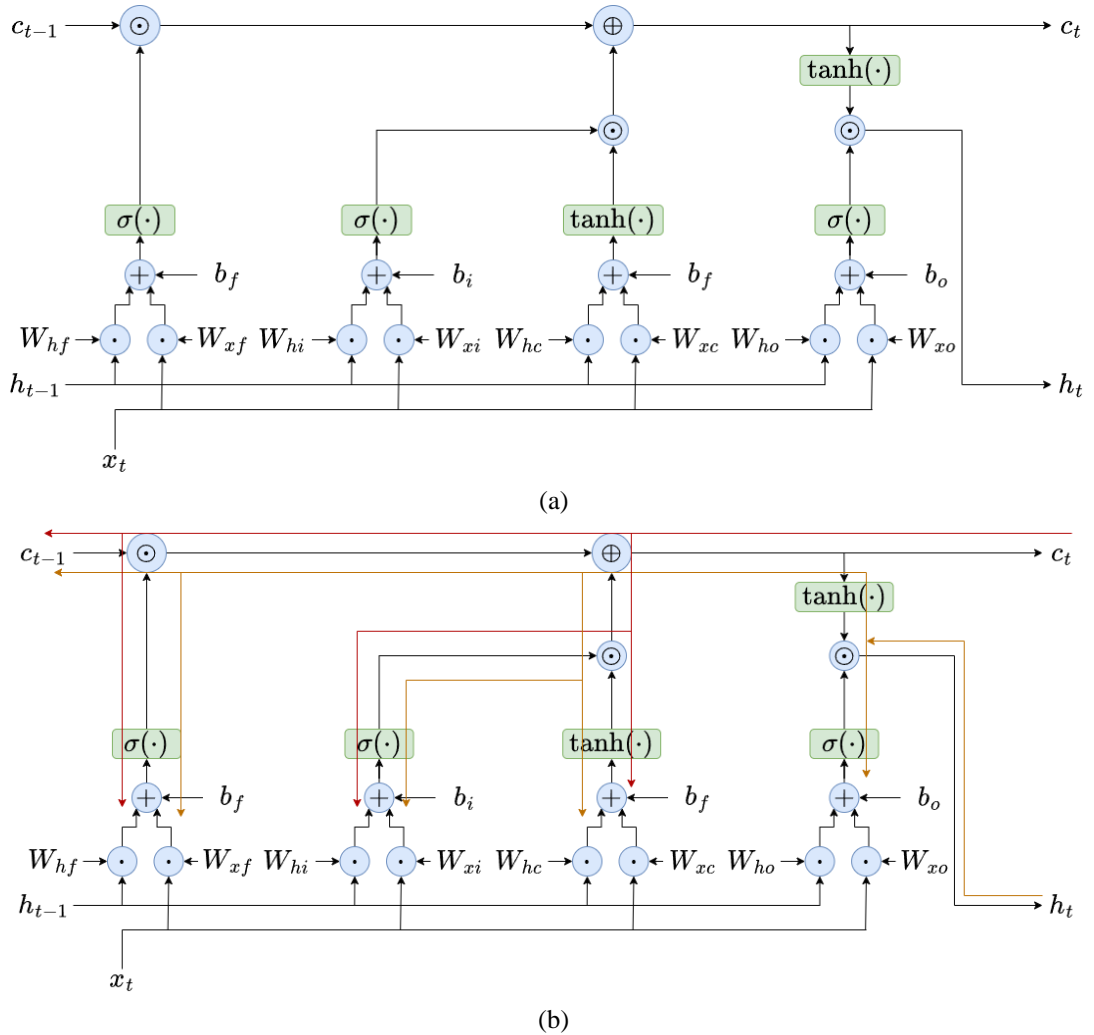 c_{t−1} ⊙ ⊕ c_t
tanh(·)
⊙ ⊙
σ(·) σ(·) tanh(·) σ(·)
+ b_f + b_i + b_f + b_o
W_{hf} · · W_{xf} W_{hi} · · W_{xi} W_{hc} · · W_{xc} W_{ho} · · W_{xo}
h_{t−1} h_t
x_t
(a)
c_{t−1} ⊙ ⊕ c_t
tanh(·)
⊙ ⊙
σ(·) σ(·) tanh(·) σ(·)
+ b_f + b_i + b_f + b_o
W_{hf} · · W_{xf} W_{hi} · · W_{xi} W_{hc} · · W_{xc} W_{ho} · · W_{xo}
h_{t−1} h_t
x_t
(b)